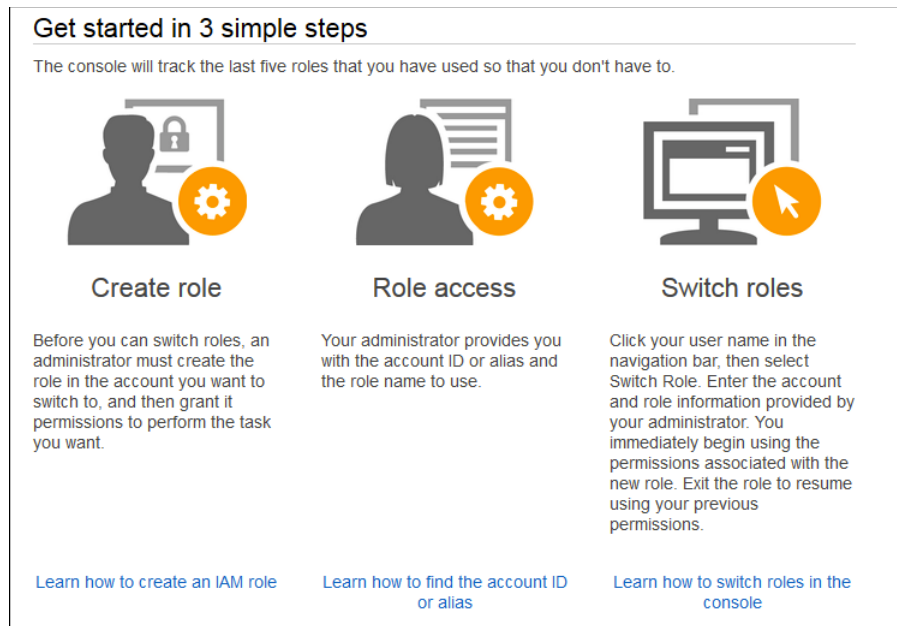 Get started in 3 simple steps
The console will track the last five roles that you have used so that you don't have to.
Create role
Before you can switch roles, an
administrator must create the
role in the account you want to
switch to, and then grant it
permissions to perform the task
you want.
Learn how to create an IAM role
Role access
Your administrator provides you
with the account ID or alias and
the role name to use.
Learn how to find the account ID
or alias
Switch roles
Click your user name in the
navigation bar, then select
Switch Role. Enter the account
and role information provided by
your administrator. You
immediately begin using the
permissions associated with the
new role. Exit the role to resume
using your previous
permissions.
Learn how to switch roles in the
console